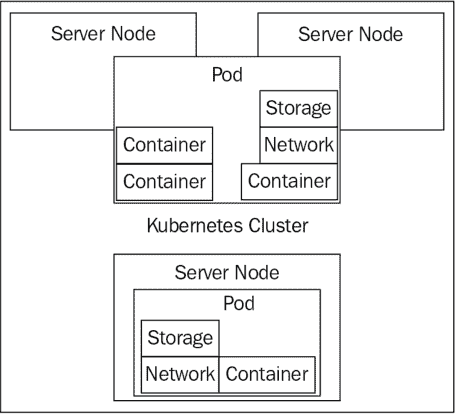 Server Node
Server Node
Pod
Storage
Container
Network
Container
Container
Kubernetes Cluster
Server Node
Pod
Storage
Network
Container